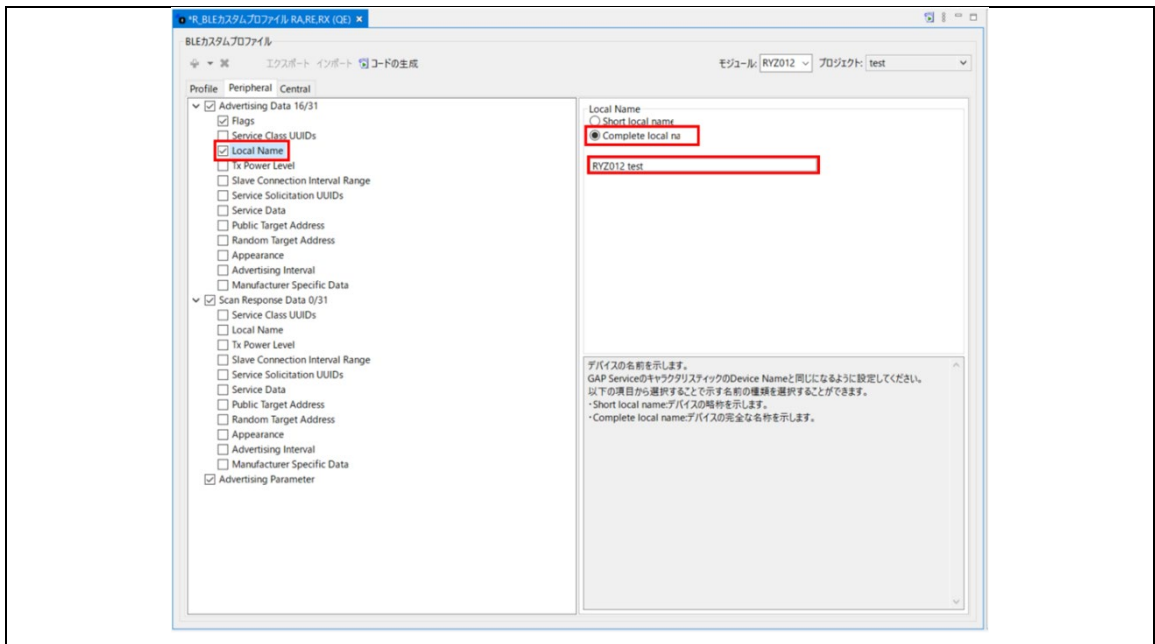 *R_BLEカスタムプロファイル RA,RE,RX (QE)
BLEカスタムプロファイル
エクスポート インポート コードの生成
モジュール: RYZ012 プロジェクト: test
Profile Peripheral Central
Advertising Data 16/31
Flags
Service Class UUIDs
Local Name
Tx Power Level
Slave Connection Interval Range
Service Solicitation UUIDs
Service Data
Public Target Address
Random Target Address
Appearance
Advertising Interval
Manufacturer Specific Data
Scan Response Data 0/31
Service Class UUIDs
Local Name
Tx Power Level
Slave Connection Interval Range
Service Solicitation UUIDs
Service Data
Public Target Address
Random Target Address
Appearance
Advertising Interval
Manufacturer Specific Data
Advertising Parameter
Local Name
Short local name
Complete local na
RYZ012 test
デバイスの名前を示します。
GAP ServiceのキャラクタリスティックのDevice Nameと同じになるように設定してください。
以下の項目から選択することで示す名前の種類を選択することができます。
・Short local name:デバイスの略称を示します。
・Complete local name:デバイスの完全な名称を示します。